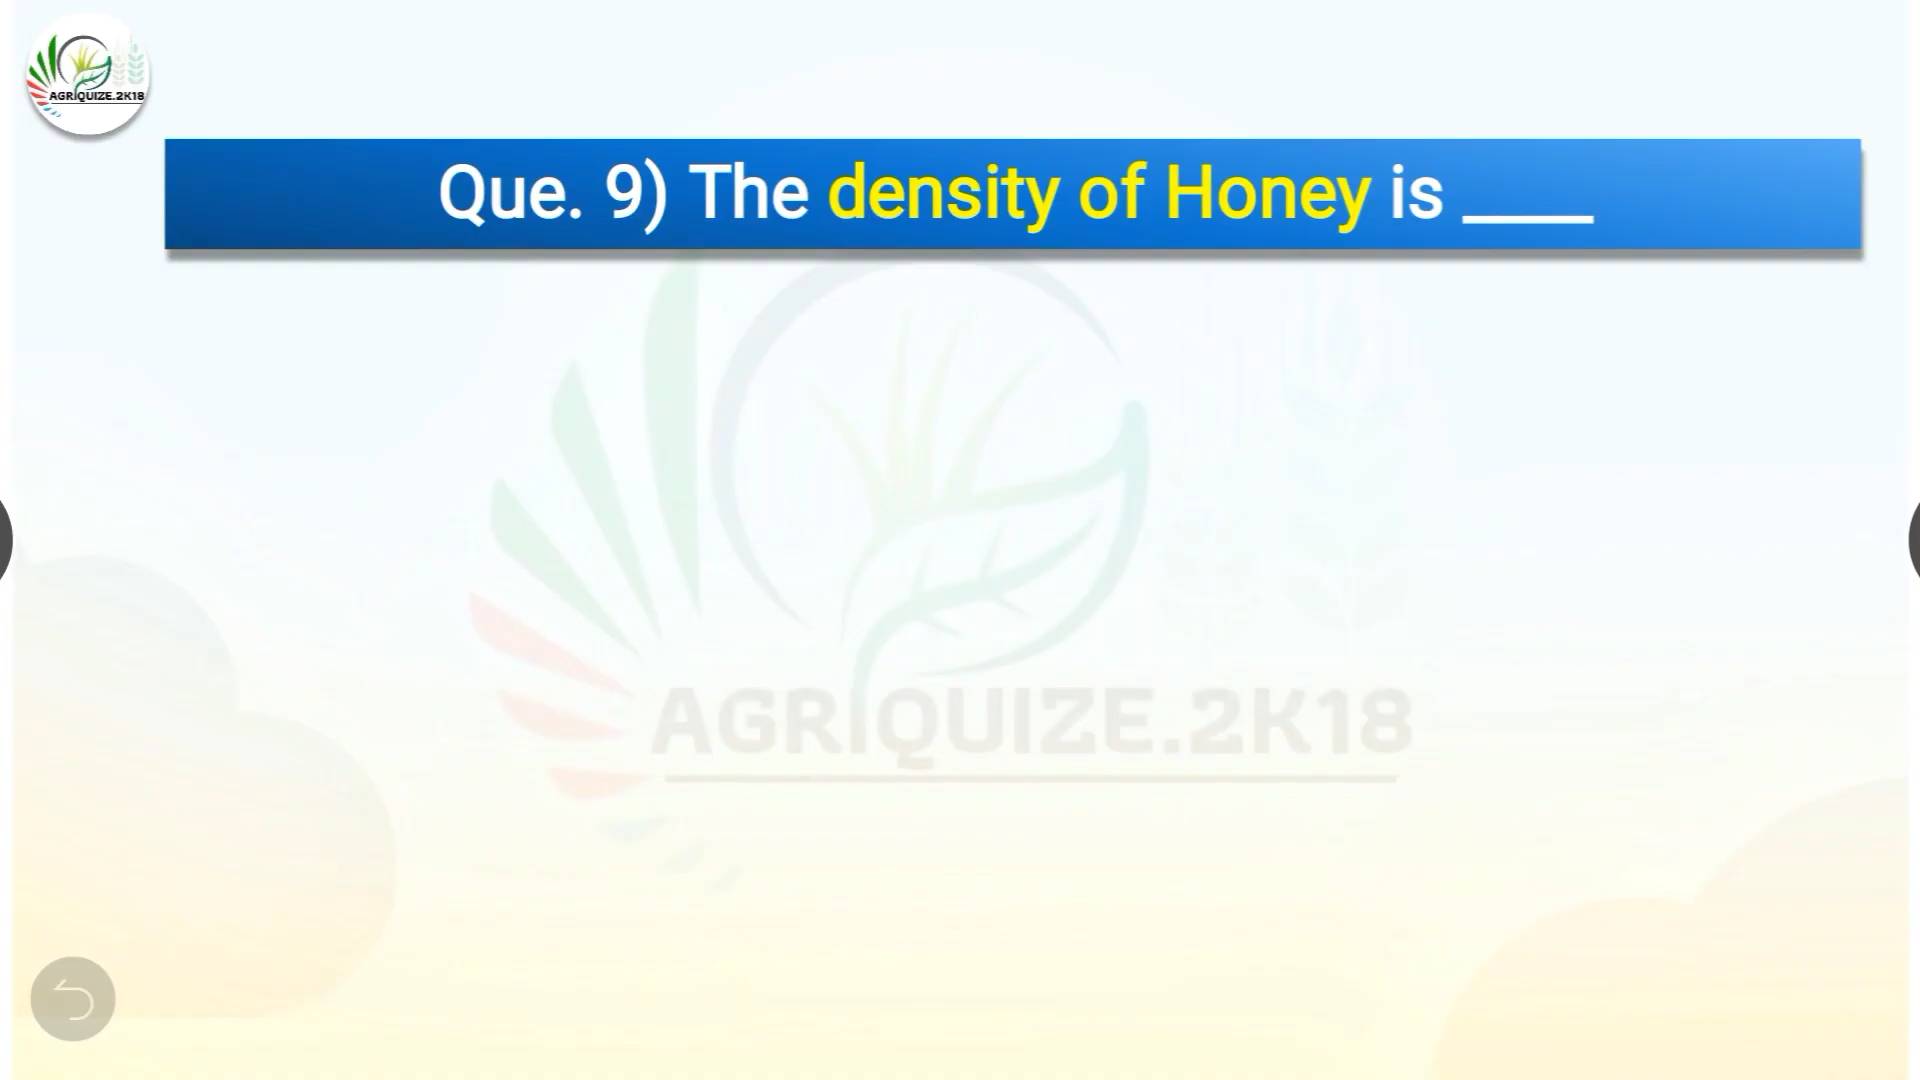 AGRIQUIZE.2K18
Que. 9) The density of Honey is ____
AGRIQUIZE.2K18